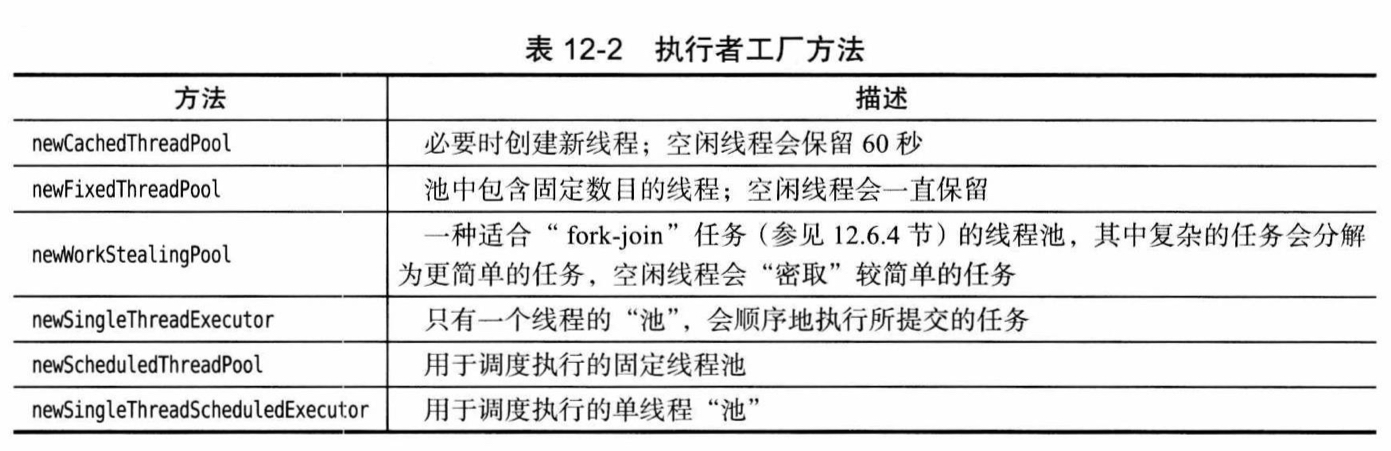 表 12-2 执行者工厂方法
方法 描述
newCachedThreadPool 必要时创建新线程；空闲线程会保留 60 秒
newFixedThreadPool 池中包含固定数目的线程；空闲线程会一直保留
newWorkStealingPool 一种适合“fork-join”任务（参见 12.6.4 节）的线程池，其中复杂的任务会分解
为更简单的任务，空闲线程会“密取”较简单的任务
newSingleThreadExecutor 只有一个线程的“池”，会顺序地执行所提交的任务
newScheduledThreadPool 用于调度执行的固定线程池
newSingleThreadScheduledExecutor 用于调度执行的单线程“池”